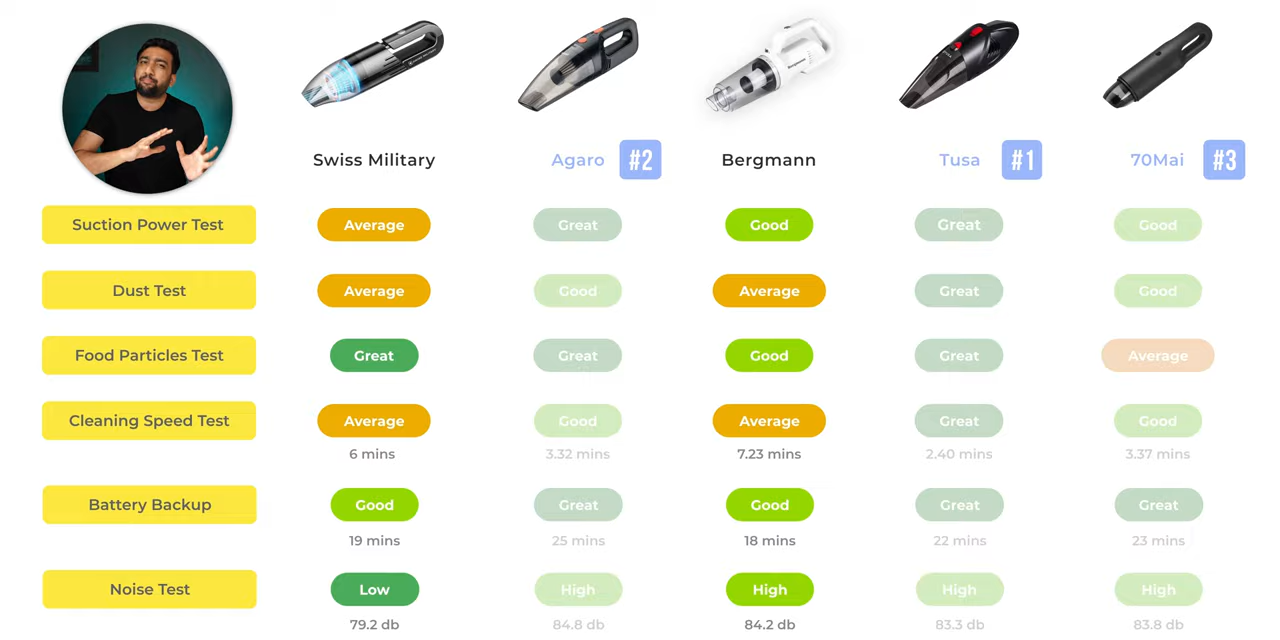 Swiss Military Agaro #2 Bergmann Tusa #1 70Mai #3
Suction Power Test Average Great Good Great Good
Dust Test Average Good Average Great Good
Food Particles Test Great Great Good Great Average
Cleaning Speed Test Average Good Average Great Good
6 mins 3.32 mins 7.23 mins 2.40 mins 3.37 mins
Battery Backup Good Great Good Great Great
19 mins 25 mins 18 mins 22 mins 23 mins
Noise Test Low High High High High
79.2 db 84.8 db 84.2 db 83.3 db 83.8 db